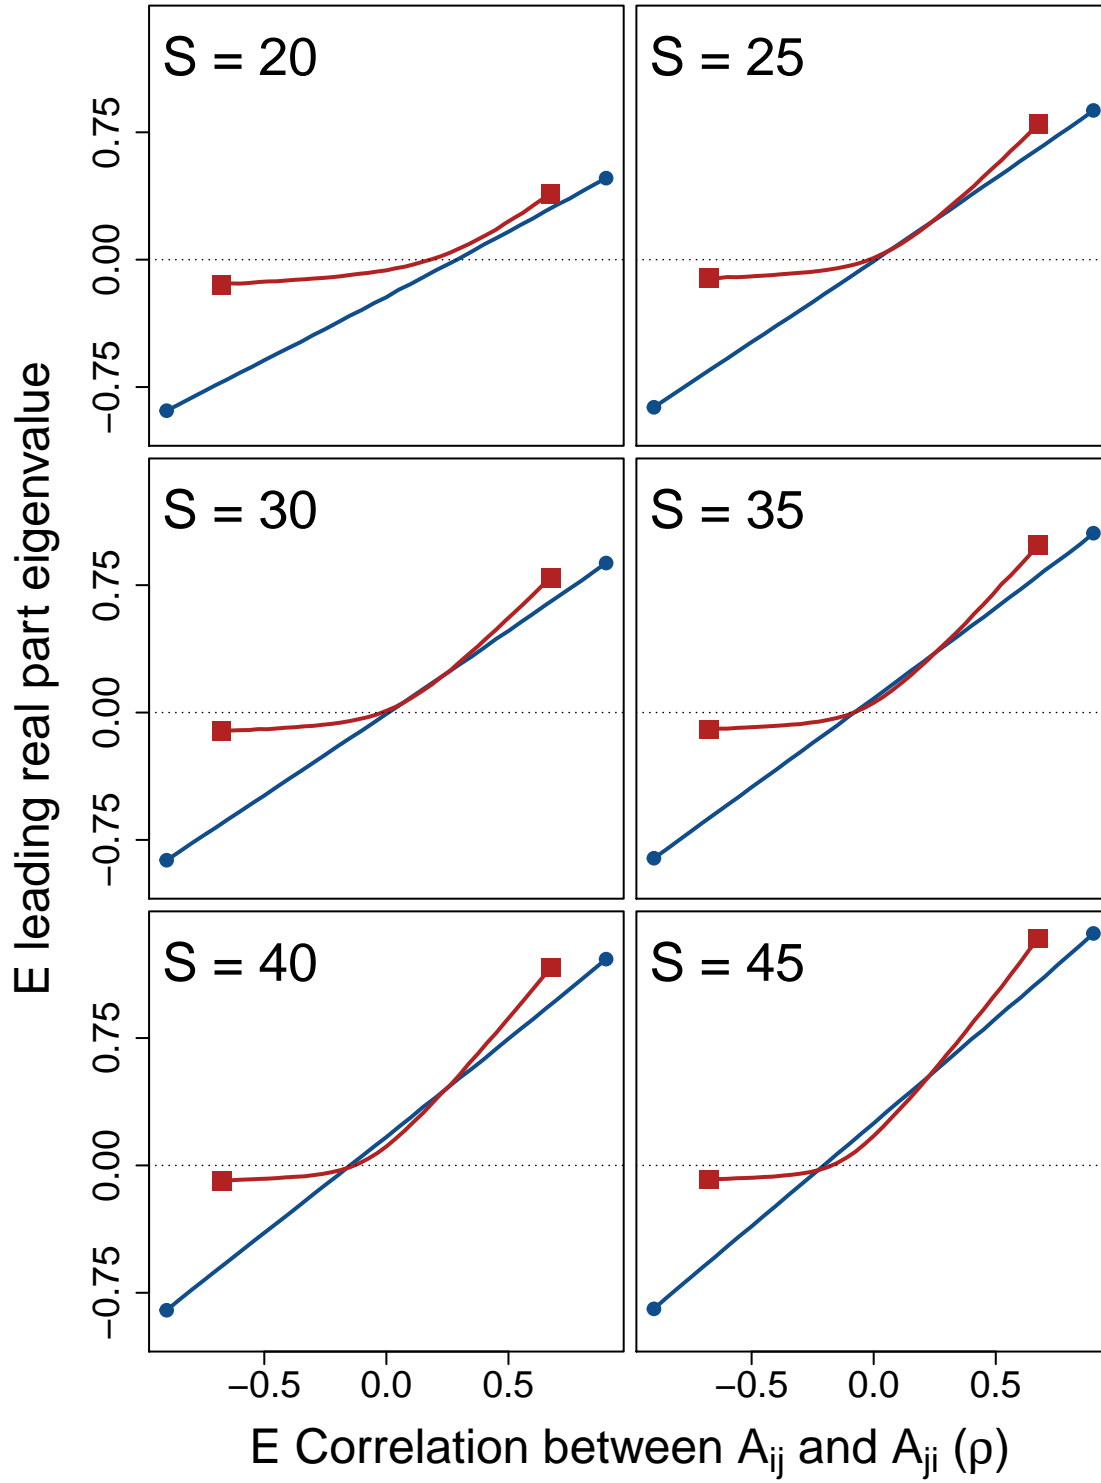 S = 20
S = 25
0.75
0.00
−0.75
S = 30
S = 35
0.75
0.00
−0.75
S = 40
S = 45
0.75
0.00
−0.75
−0.5 0.0 0.5
−0.5 0.0 0.5
E leading real part eigenvalue
E Correlation between A_ij and A_ji (ρ)